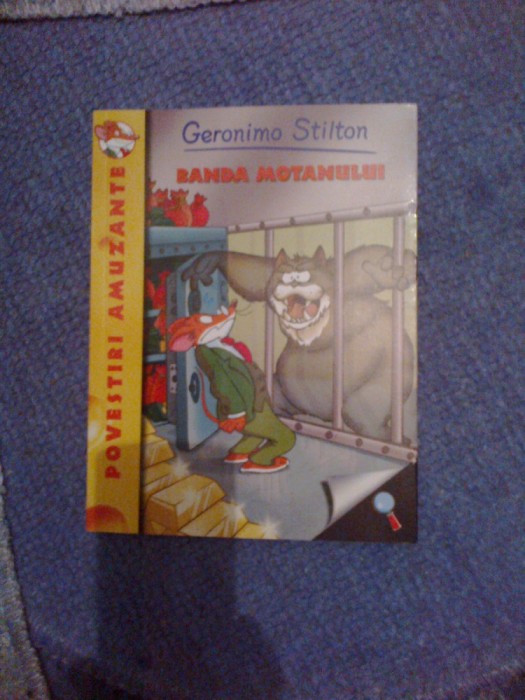 Geronimo Stilton
BANDA MOTANULUI
POVESTIRI AMUZANTE